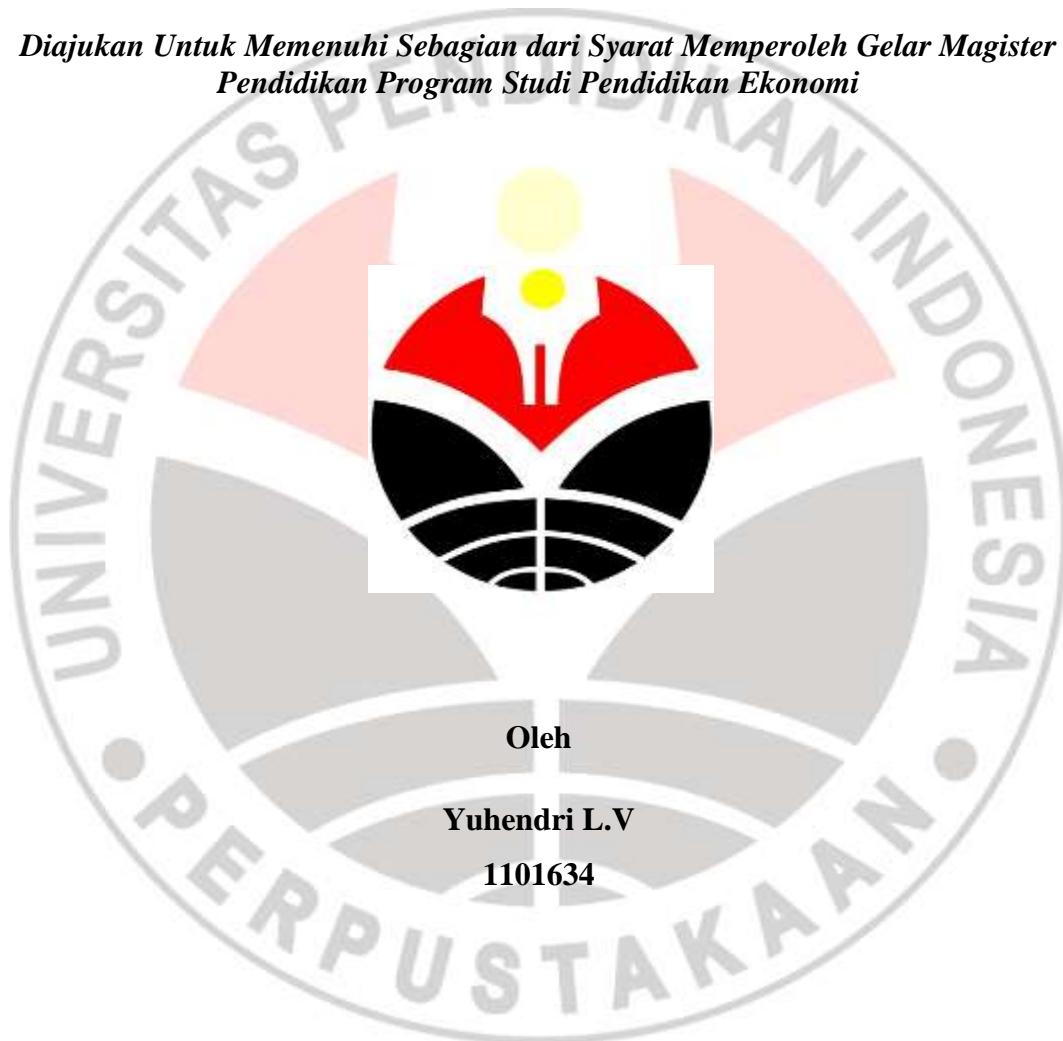 Diajukan Untuk Memenuhi Sebagian dari Syarat Memperoleh Gelar Magister
Pendidikan Program Studi Pendidikan Ekonomi
UNIVERSITAS PENDIDIKAN INDONESIA
Oleh
Yuhendri L.V
1101634
PERPUSTAKAAN